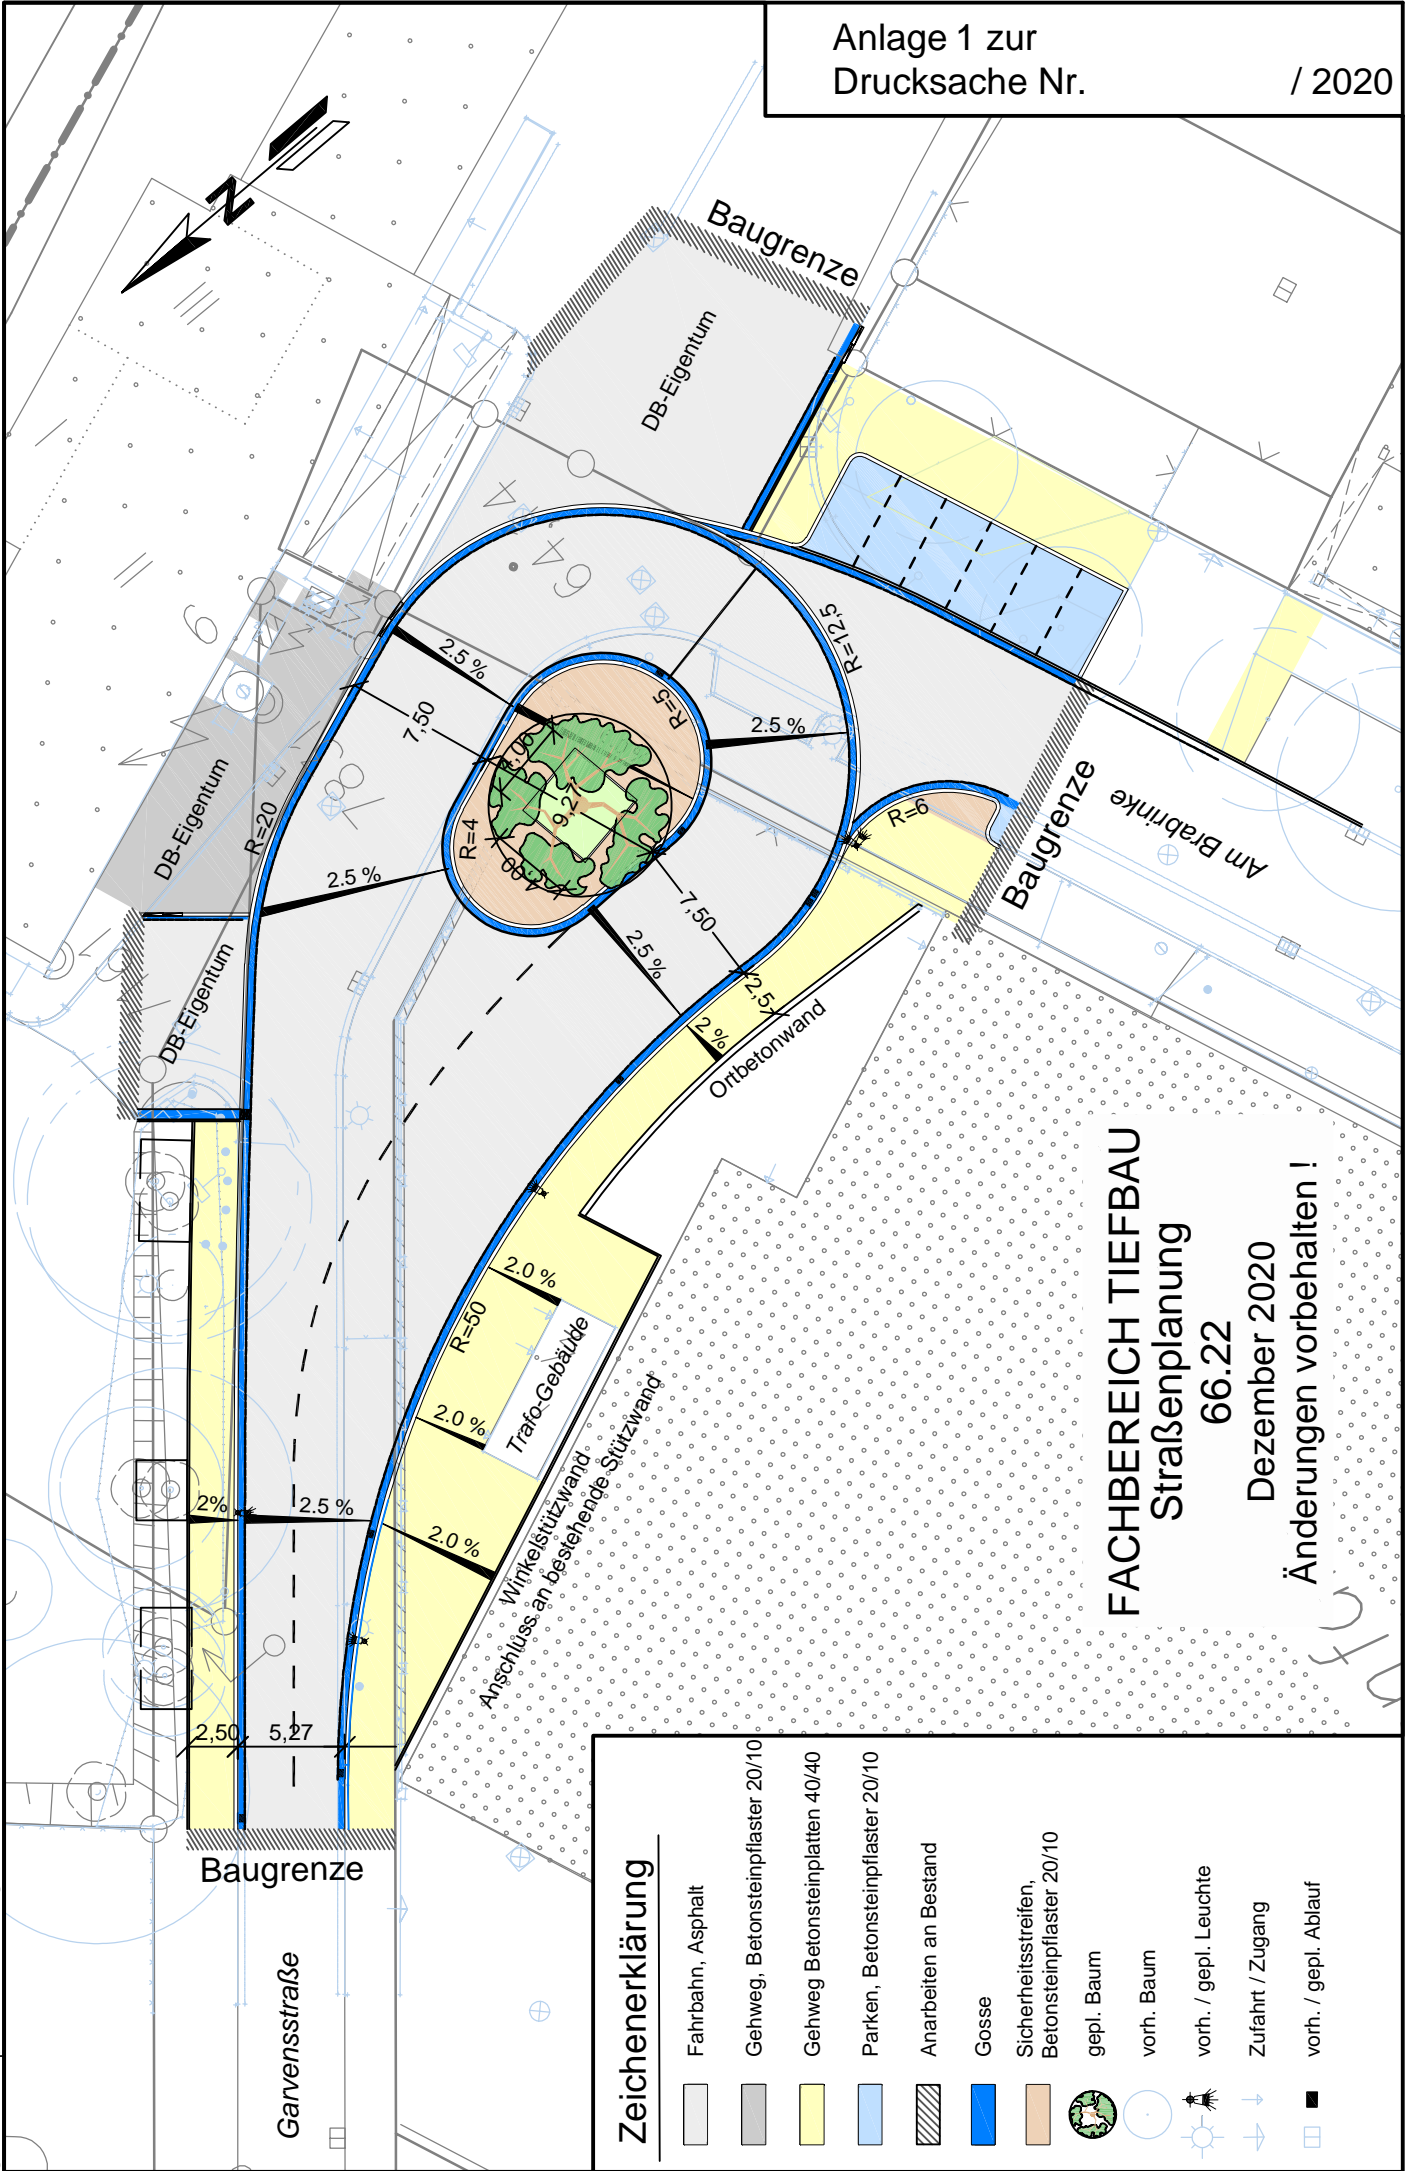 Anlage 1 zur
Drucksache Nr. / 2020
N
Baugrenze
DB-Eigentum
64
2.5 %
7,50
R=12,5
R=5
2.5 %
9,27
R=4
DB-Eigentum
R=20
2.5 %
DB-Eigentum
2.5 %
7,50
2,5
2 %
Ortbetonwand
R=6
Baugrenze
Am Brabrinke
2.0 %
R=50
Trafo-Gebäude
2.0 %
2%
2.5 %
2.0 %
Winkelstützwand
Anschluss an bestehende Stützwand
2,50
5,27
Baugrenze
Garvensstraße
FACHBEREICH TIEFBAU
Straßenplanung
66.22
Dezember 2020
Änderungen vorbehalten !
Zeichenerklärung
Fahrbahn, Asphalt
Gehweg, Betonsteinpflaster 20/10
Gehweg Betonsteinplatten 40/40
Parken, Betonsteinpflaster 20/10
Anarbeiten an Bestand
Gosse
Sicherheitsstreifen,
Betonsteinpflaster 20/10
gepl. Baum
vorh. Baum
vorh. / gepl. Leuchte
Zufahrt / Zugang
vorh. / gepl. Ablauf